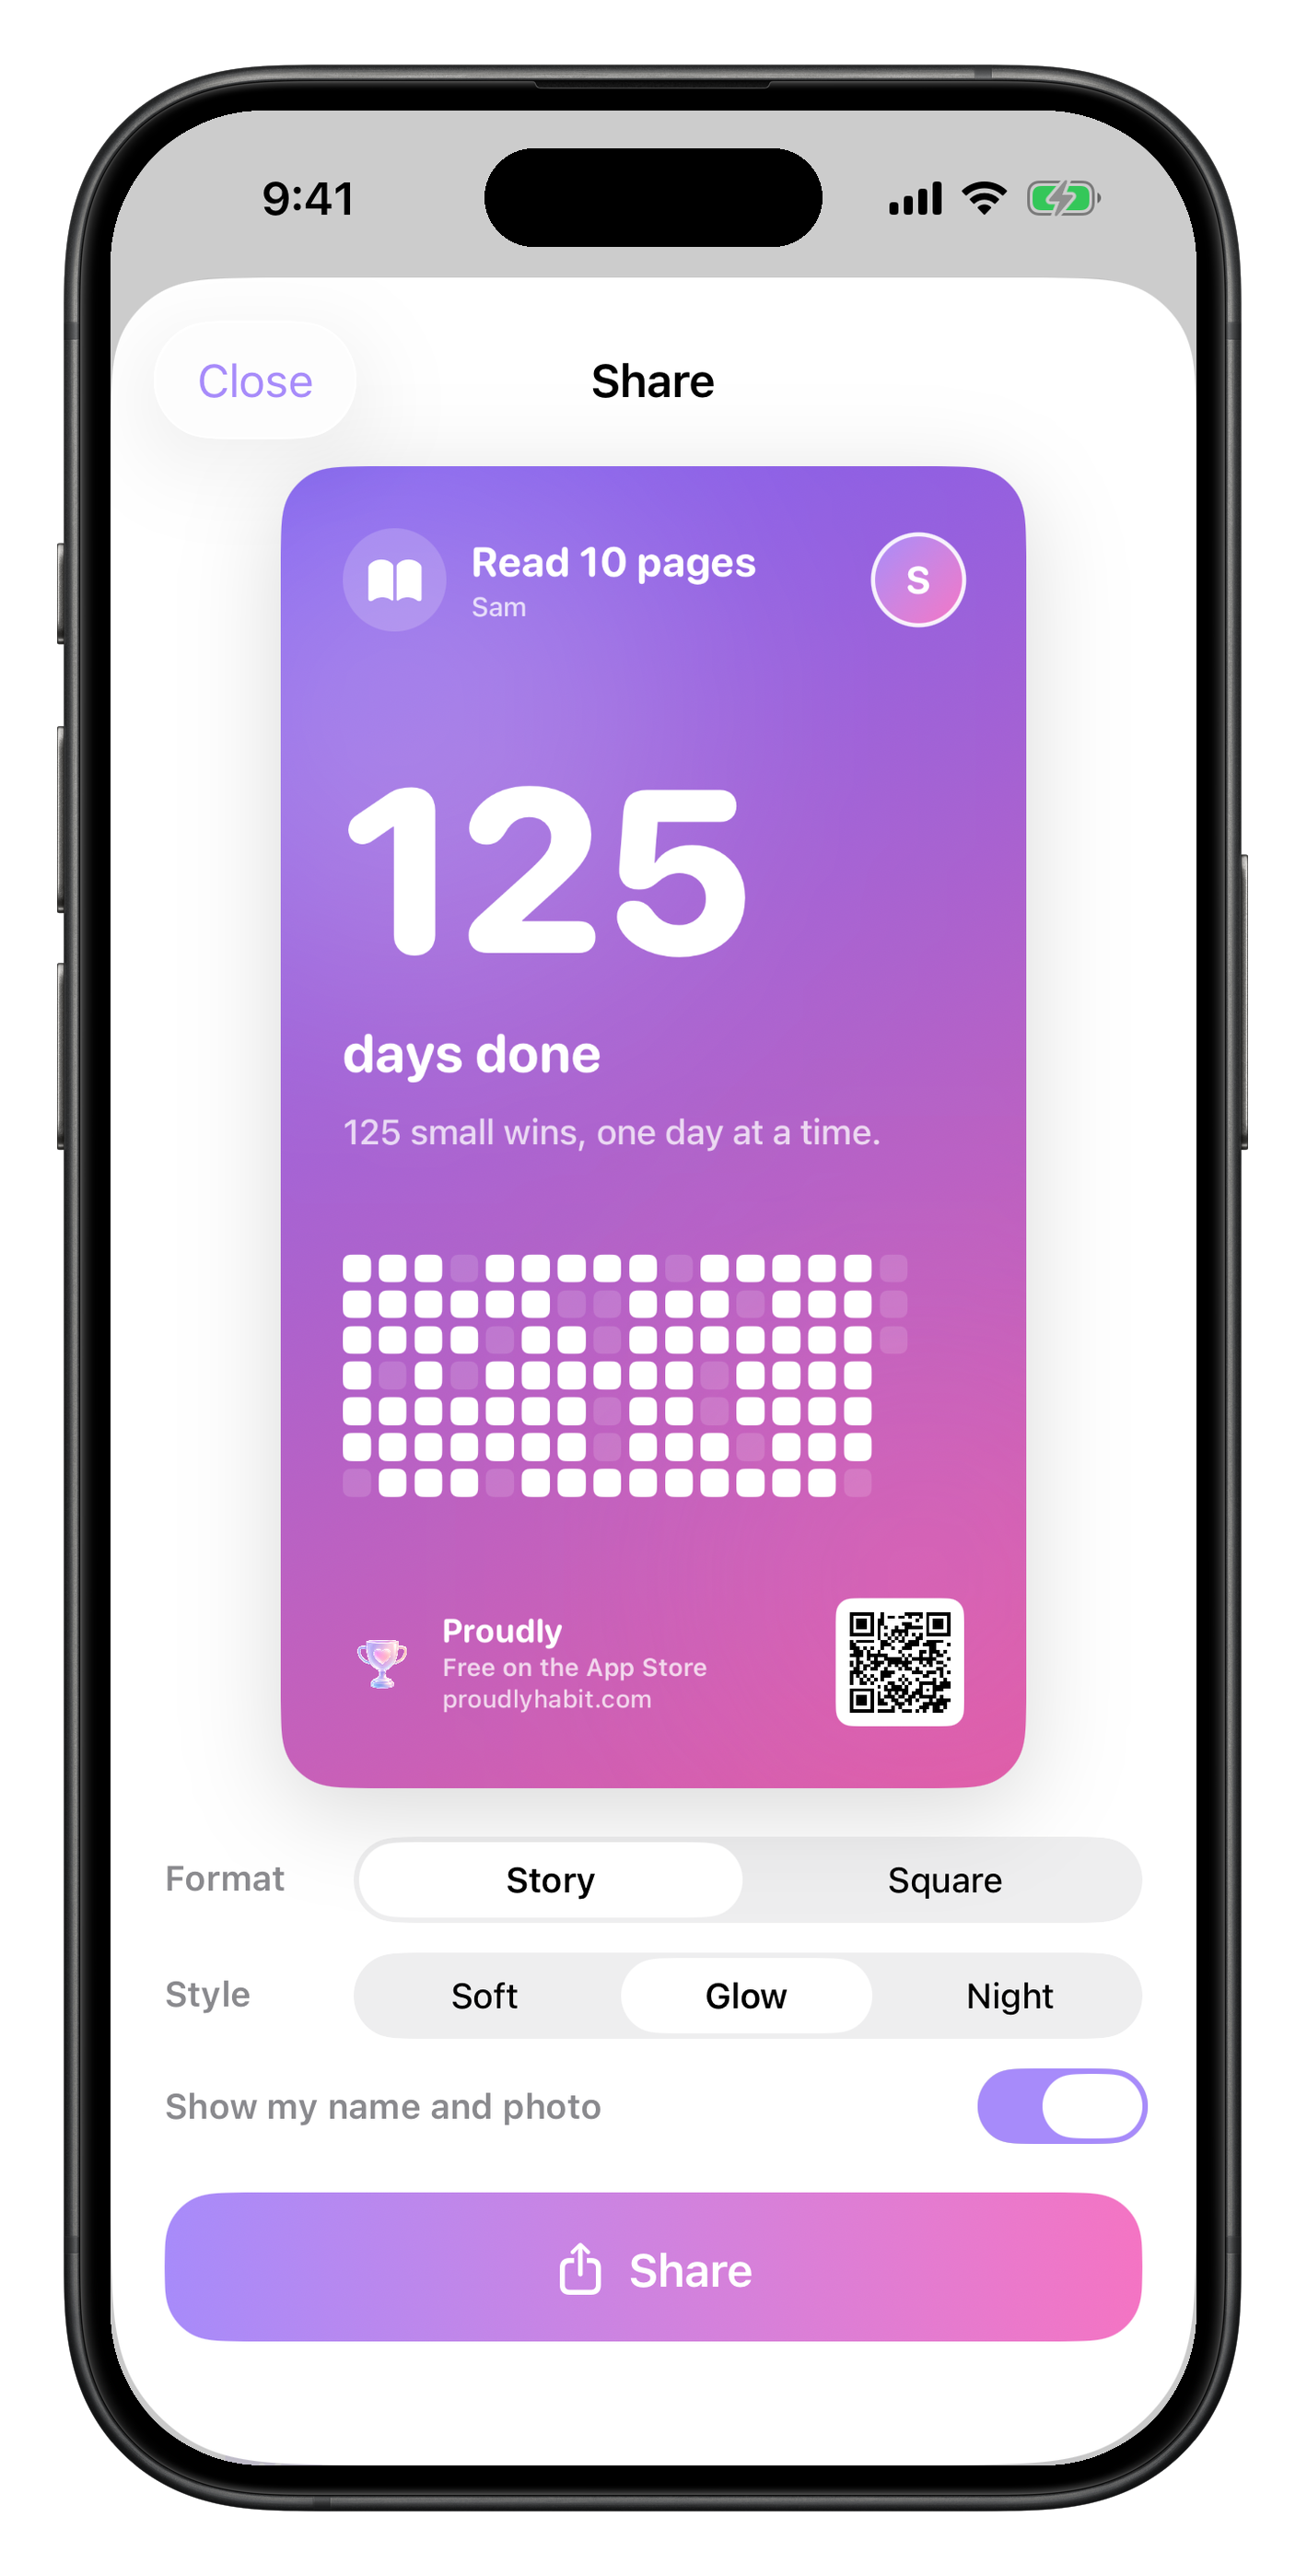 9:41
Close
Share
Read 10 pages
Sam
S
125
days done
125 small wins, one day at a time.
Proudly
Free on the App Store
proudlyhabit.com
Format
Story
Square
Style
Soft
Glow
Night
Show my name and photo
Share